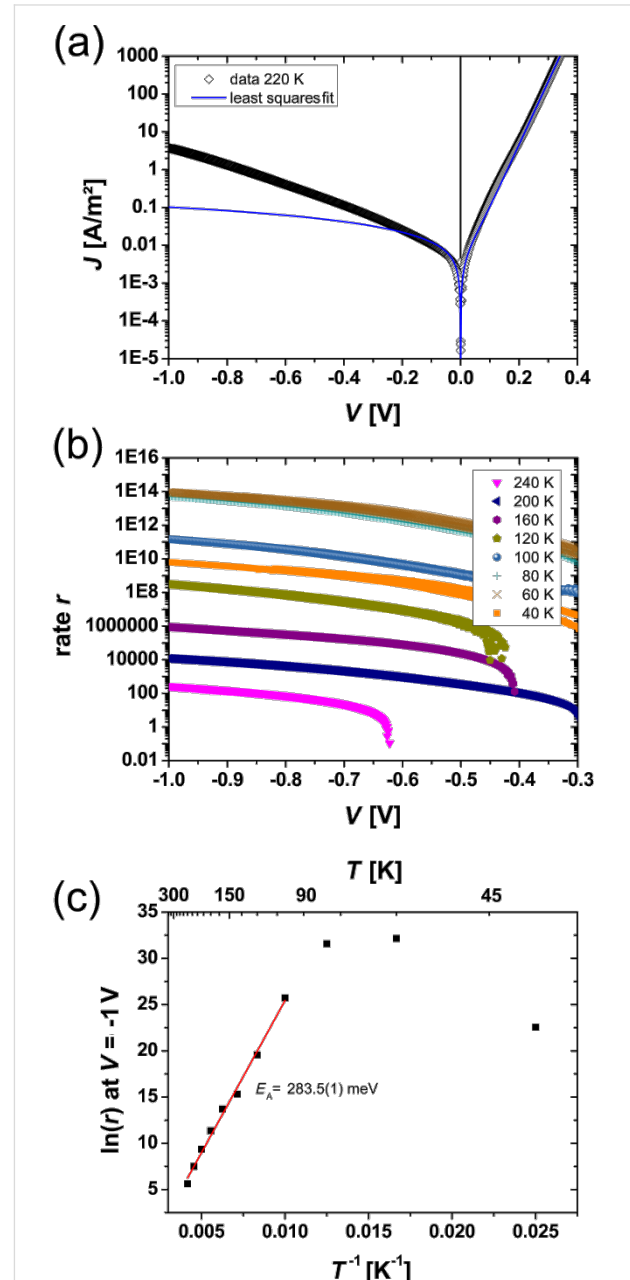 (a)
1000
100
10
1
0.1
0.01
1E-3
1E-4
1E-5
J [A/m²]
data 220 K
least squares fit
-1.0 -0.8 -0.6 -0.4 -0.2 0.0 0.2 0.4
V [V]
(b)
1E16
1E14
1E12
1E10
1E8
1000000
10000
100
1
0.01
rate r
240 K
200 K
160 K
120 K
100 K
80 K
60 K
40 K
-1.0 -0.9 -0.8 -0.7 -0.6 -0.5 -0.4 -0.3
V [V]
(c)
T [K]
300 150 90 45
35
30
25
20
15
10
5
ln(r) at V = -1V
E_A = 283.5(1) meV
0.005 0.010 0.015 0.020 0.025
T⁻¹ [K⁻¹]